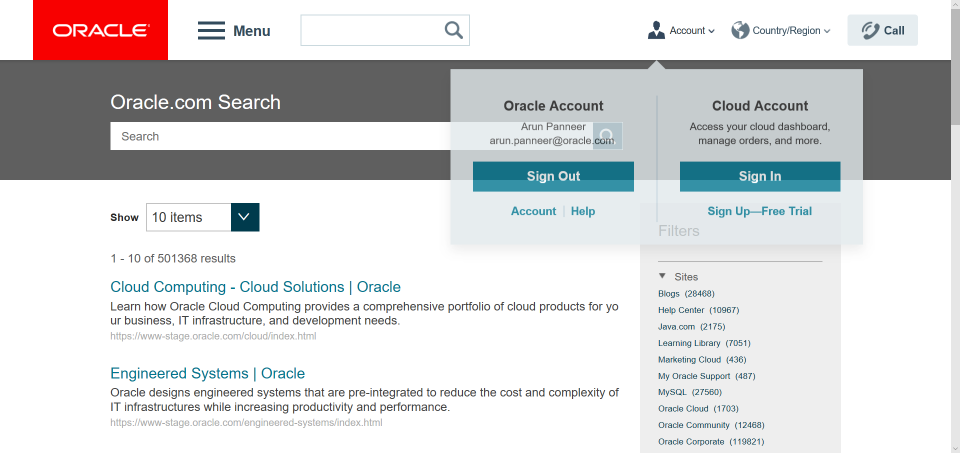 ORACLE
Menu
Account
Country/Region
Call
Oracle Account
Arun Panneer
arun.panneer@oracle.com
Sign Out
Account | Help
Cloud Account
Access your cloud dashboard,
manage orders, and more.
Sign In
Sign Up—Free Trial
Oracle.com Search
Search
Show
10 items
1 - 10 of 501368 results
Cloud Computing - Cloud Solutions | Oracle
Learn how Oracle Cloud Computing provides a comprehensive portfolio of cloud products for yo
ur business, IT infrastructure, and development needs.
https://www-stage.oracle.com/cloud/index.html
Engineered Systems | Oracle
Oracle designs engineered systems that are pre-integrated to reduce the cost and complexity of
IT infrastructures while increasing productivity and performance.
https://www-stage.oracle.com/engineered-systems/index.html
Filters
Sites
Blogs (28468)
Help Center (10967)
Java.com (2175)
Learning Library (7051)
Marketing Cloud (436)
My Oracle Support (487)
MySQL (27560)
Oracle Cloud (1703)
Oracle Community (12468)
Oracle Corporate (119821)